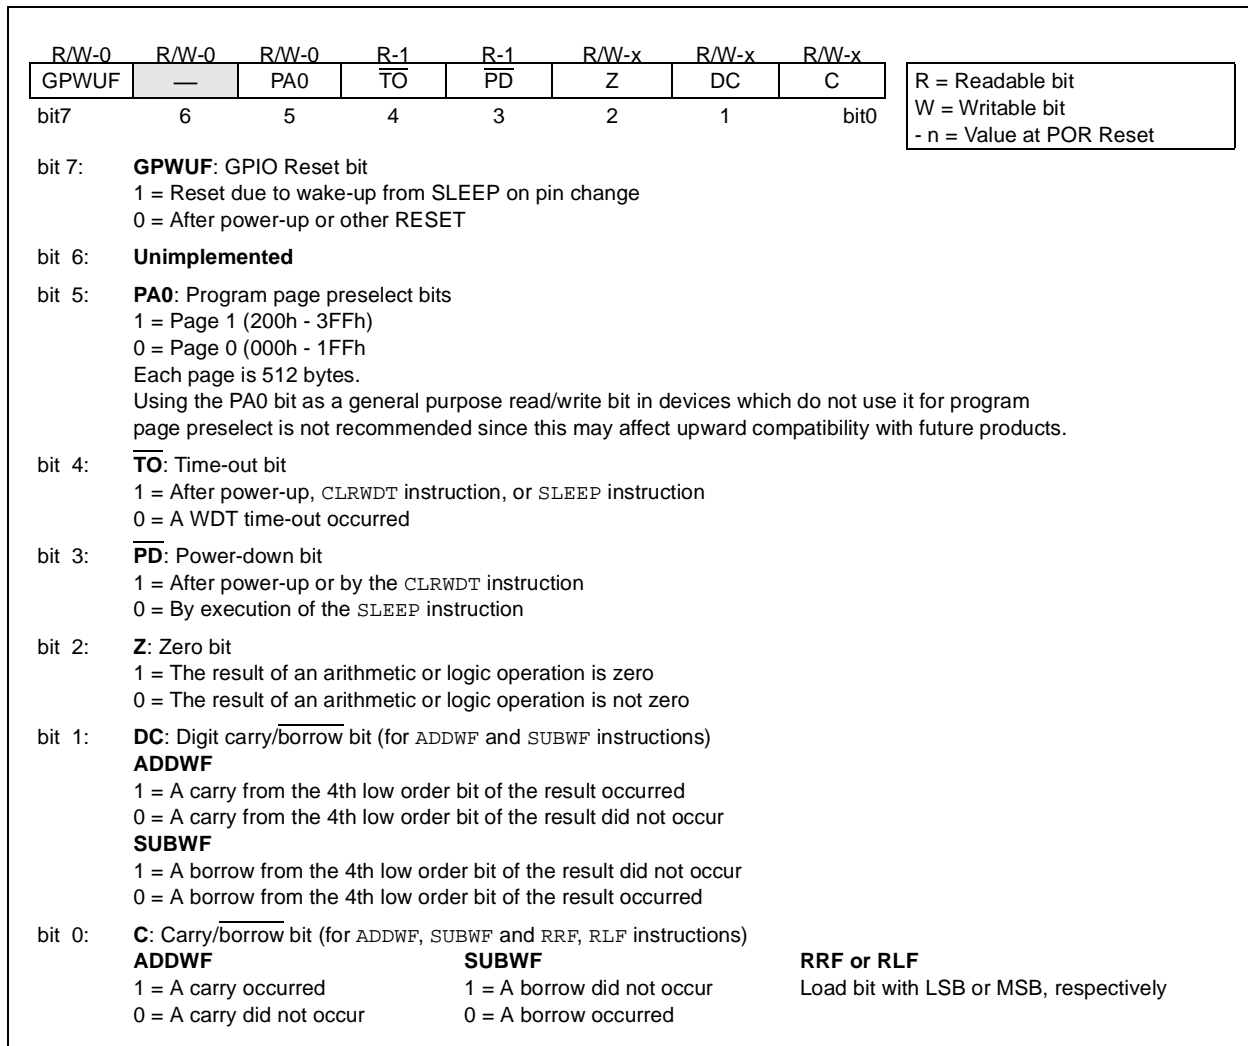 R/W-0 R/W-0 R/W-0 R-1 R-1 R/W-x R/W-x R/W-x
GPWUF — PA0 TO PD Z DC C
bit7 6 5 4 3 2 1 bit0
R = Readable bit
W = Writable bit
- n = Value at POR Reset
bit 7: GPWUF: GPIO Reset bit
1 = Reset due to wake-up from SLEEP on pin change
0 = After power-up or other RESET
bit 6: Unimplemented
bit 5: PA0: Program page preselect bits
1 = Page 1 (200h - 3FFh)
0 = Page 0 (000h - 1FFh
Each page is 512 bytes.
Using the PA0 bit as a general purpose read/write bit in devices which do not use it for program
page preselect is not recommended since this may affect upward compatibility with future products.
bit 4: TO: Time-out bit
1 = After power-up, CLRWDT instruction, or SLEEP instruction
0 = A WDT time-out occurred
bit 3: PD: Power-down bit
1 = After power-up or by the CLRWDT instruction
0 = By execution of the SLEEP instruction
bit 2: Z: Zero bit
1 = The result of an arithmetic or logic operation is zero
0 = The result of an arithmetic or logic operation is not zero
bit 1: DC: Digit carry/borrow bit (for ADDWF and SUBWF instructions)
ADDWF
1 = A carry from the 4th low order bit of the result occurred
0 = A carry from the 4th low order bit of the result did not occur
SUBWF
1 = A borrow from the 4th low order bit of the result did not occur
0 = A borrow from the 4th low order bit of the result occurred
bit 0: C: Carry/borrow bit (for ADDWF, SUBWF and RRF, RLF instructions)
ADDWF SUBWF RRF or RLF
1 = A carry occurred 1 = A borrow did not occur Load bit with LSB or MSB, respectively
0 = A carry did not occur 0 = A borrow occurred